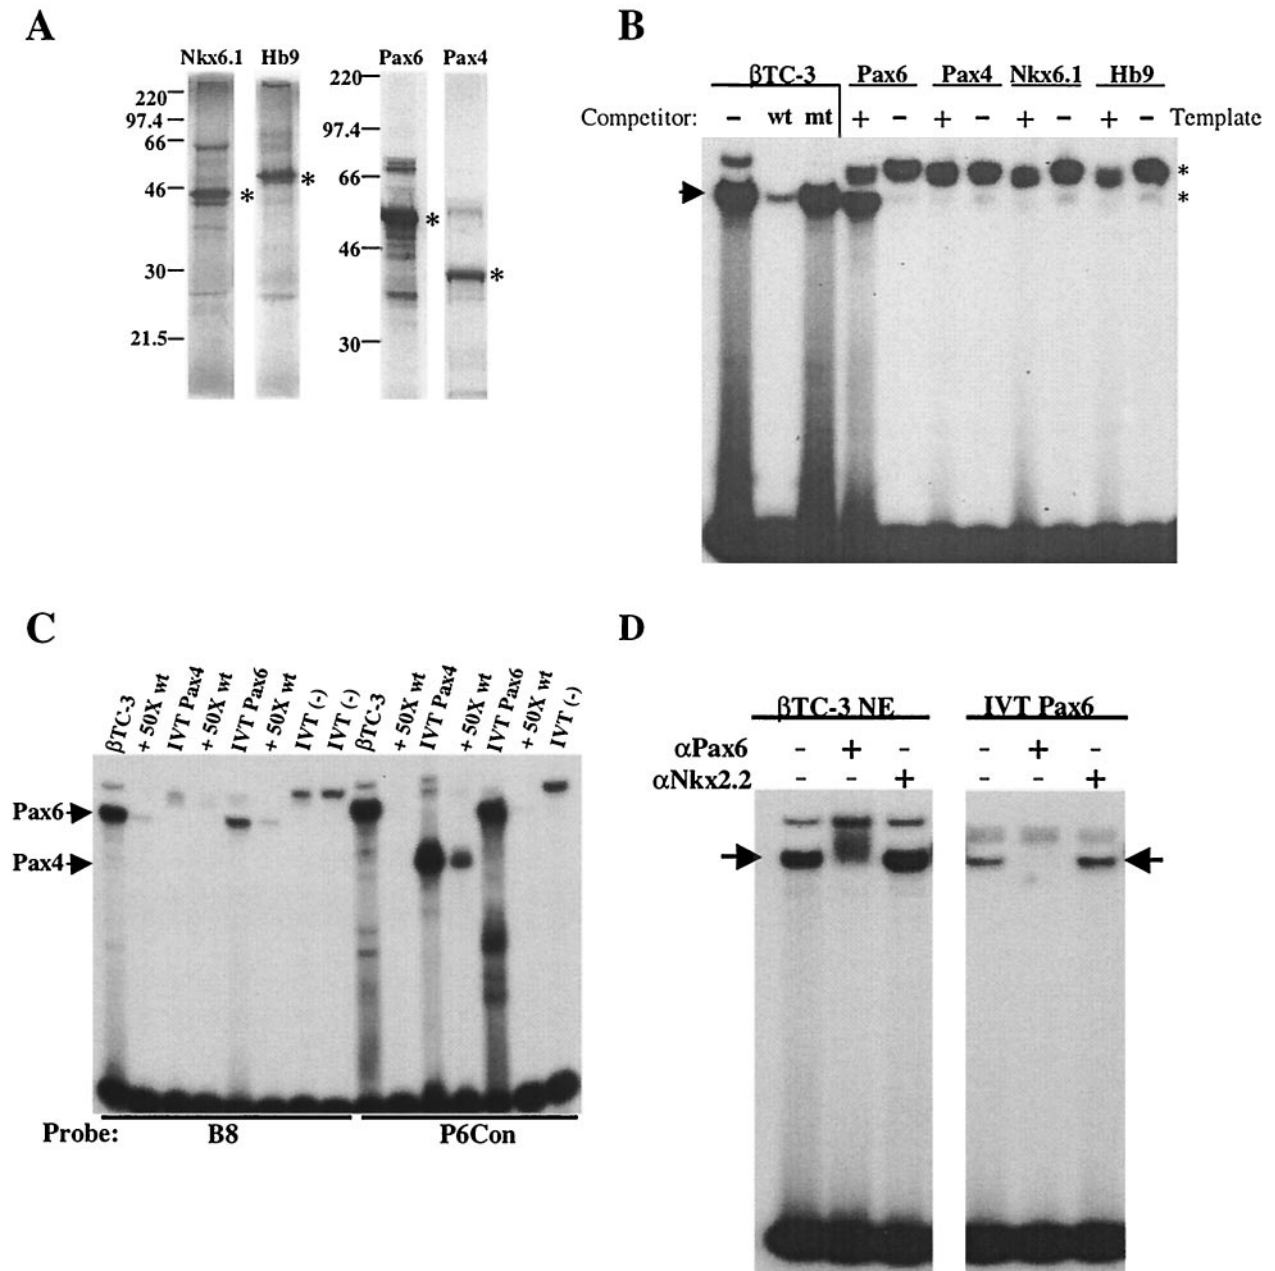 A
Nkx6.1 Hb9 Pax6 Pax4
220
97.4
66
46
30
21.5
*
*
220
97.4
66
46
30
*
*
B
βTC-3 Pax6 Pax4 Nkx6.1 Hb9
Competitor: - wt mt + - + - + - + - Template
*
*
C
βTC-3
+ 50X wt
IVT Pax4
+ 50X wt
IVT Pax6
+ 50X wt
IVT (-)
IVT (-)
βTC-3
+ 50X wt
IVT Pax4
+ 50X wt
IVT Pax6
+ 50X wt
IVT (-)
Pax6
Pax4
Probe: B8 P6Con
D
βTC-3 NE IVT Pax6
αPax6 - + - - + -
αNkx2.2 - - + - - +